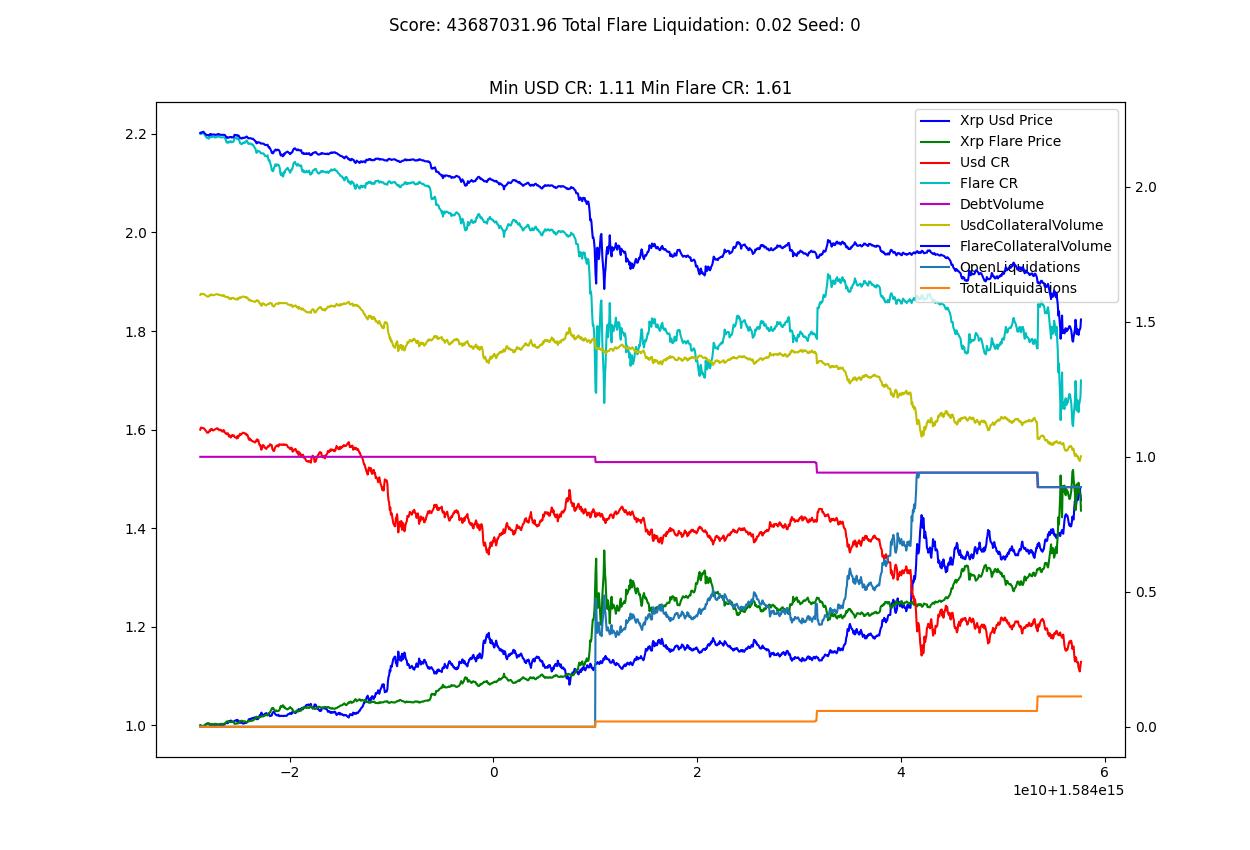 Score: 43687031.96 Total Flare Liquidation: 0.02 Seed: 0
Min USD CR: 1.11 Min Flare CR: 1.61
Xrp Usd Price
Xrp Flare Price
Usd CR
Flare CR
DebtVolume
UsdCollateralVolume
FlareCollateralVolume
OpenLiquidations
TotalLiquidations
2.2
2.0
1.8
1.6
1.4
1.2
1.0
2.0
1.5
1.0
0.5
0.0
−2 0 2 4 6
1e10+1.584e15